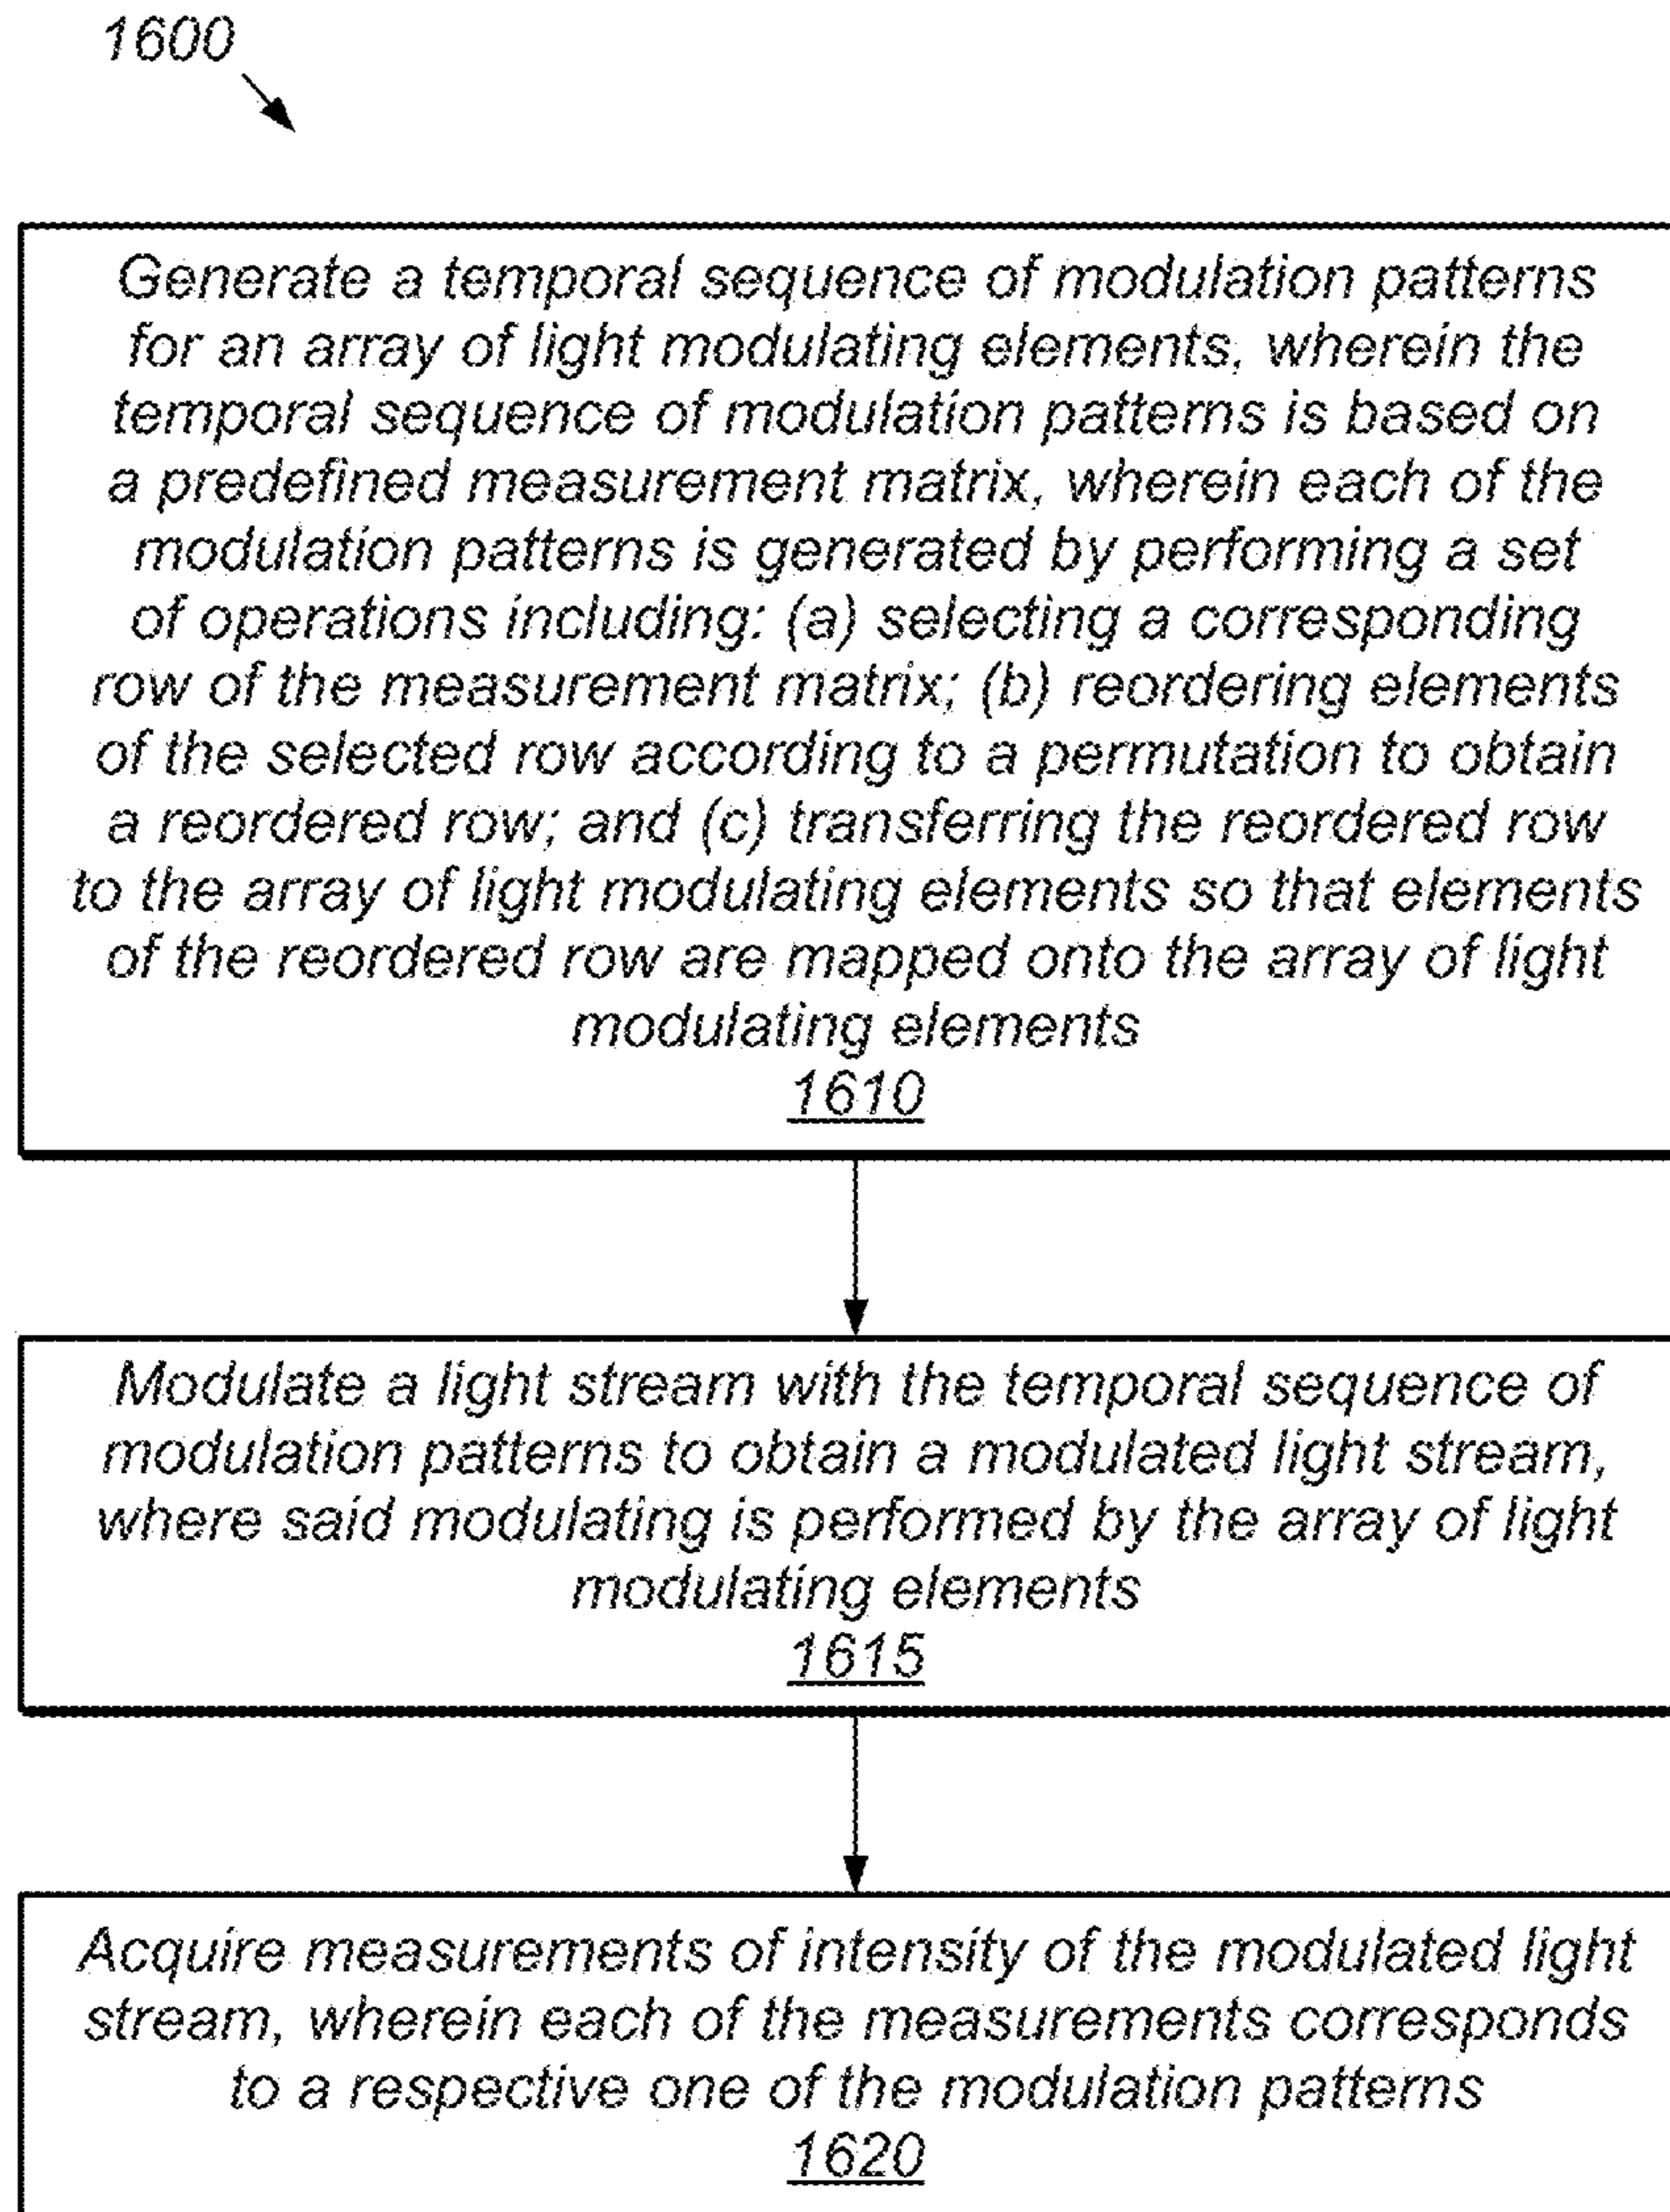 1600
Generate a temporal sequence of modulation patterns
for an array of light modulating elements, wherein the
temporal sequence of modulation patterns is based on
a predefined measurement matrix, wherein each of the
modulation patterns is generated by performing a set
of operations including: (a) selecting a corresponding
row of the measurement matrix; (b) reordering elements
of the selected row according to a permutation to obtain
a reordered row; and (c) transferring the reordered row
to the array of light modulating elements so that elements
of the reordered row are mapped onto the array of light
modulating elements
1610
Modulate a light stream with the temporal sequence of
modulation patterns to obtain a modulated light stream,
where said modulating is performed by the array of light
modulating elements
1615
Acquire measurements of intensity of the modulated light
stream, wherein each of the measurements corresponds
to a respective one of the modulation patterns
1620